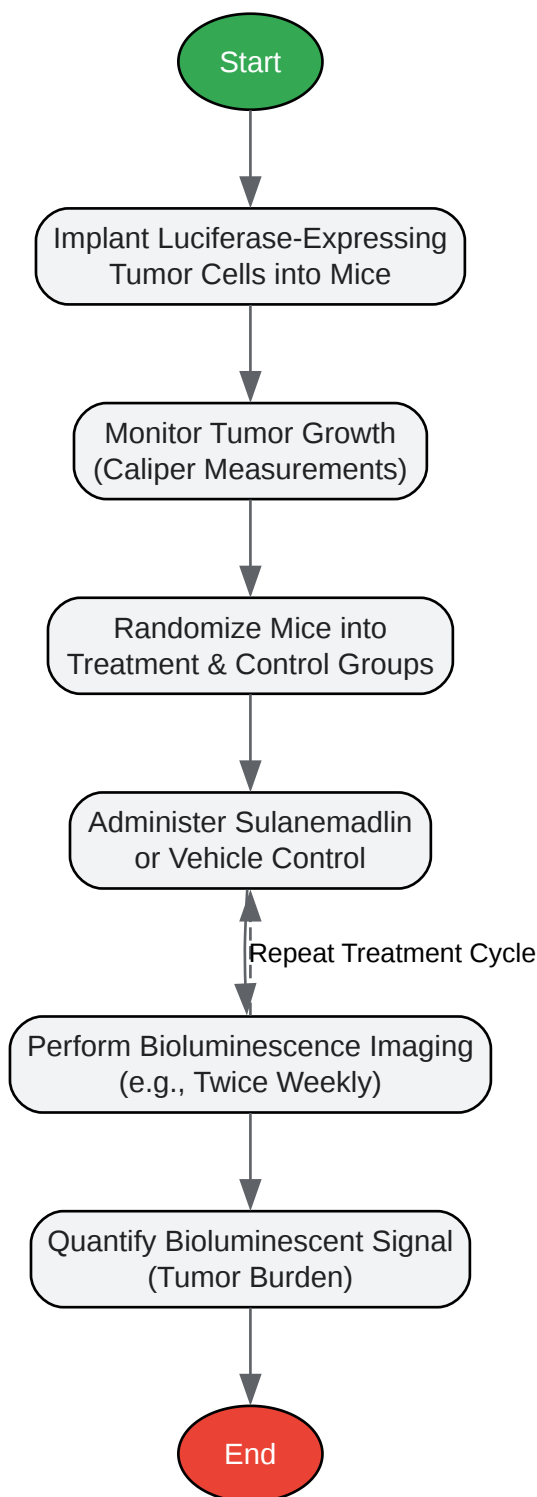 Start
Implant Luciferase-Expressing
Tumor Cells into Mice
Monitor Tumor Growth
(Caliper Measurements)
Randomize Mice into
Treatment & Control Groups
Administer Sulanemadlin
or Vehicle Control
Repeat Treatment Cycle
Perform Bioluminescence Imaging
(e.g., Twice Weekly)
Quantify Bioluminescent Signal
(Tumor Burden)
End